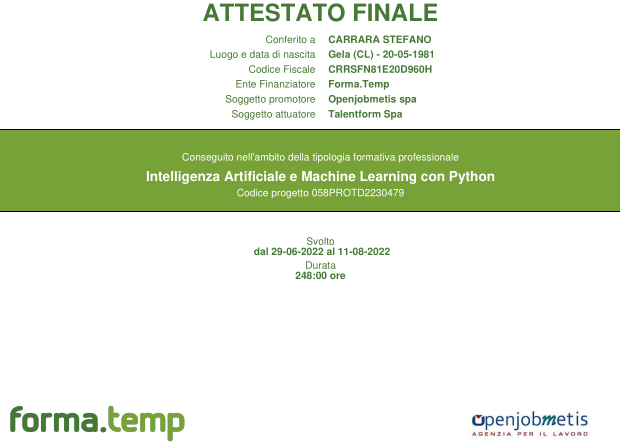 ATTESTATO FINALE
Conferito a CARRARA STEFANO
Luogo e data di nascita Gela (CL) - 20-05-1981
Codice Fiscale CRRSFN81E20D960H
Ente Finanziatore Forma.Temp
Soggetto promotore Openjobmetis spa
Soggetto attuatore Talentform Spa
Conseguito nell'ambito della tipologia formativa professionale
Intelligenza Artificiale e Machine Learning con Python
Codice progetto 058PROTD2230479
Svolto
dal 29-06-2022 al 11-08-2022
Durata
248:00 ore
forma.temp
openjobmetis
AGENZIA PER IL LAVORO